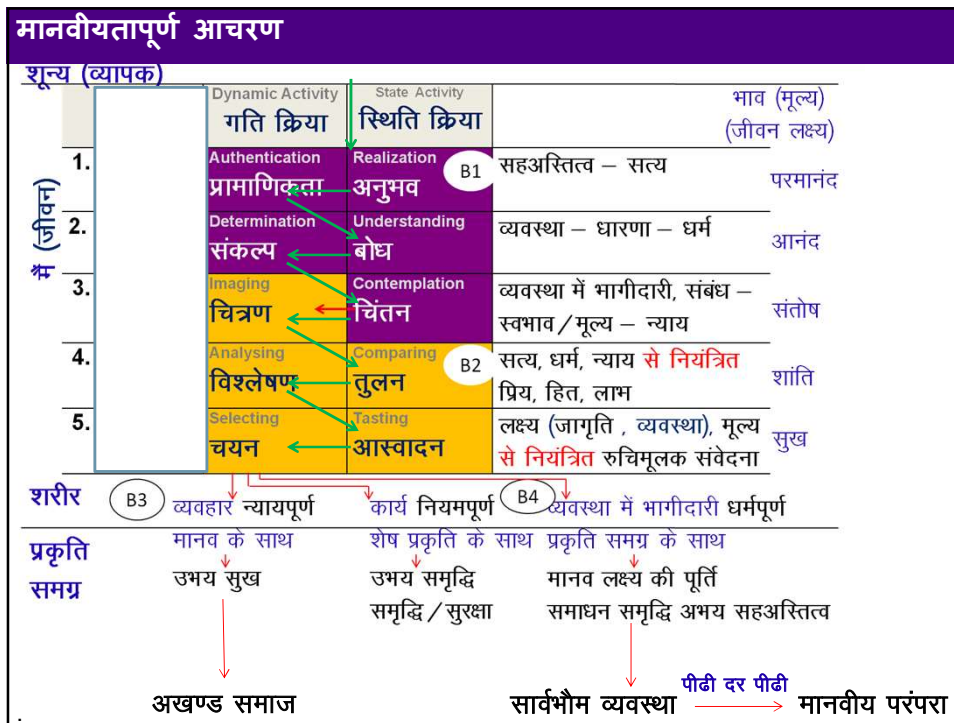 मानवीयतापूर्ण आचरण
शून्य (व्यापक)
Dynamic Activity
गति क्रिया
State Activity
स्थिति क्रिया
भाव (मूल्य)
(जीवन लक्ष्य)
मैं (जीवन)
1.
Authentication
प्रामाणिकता
Realization
अनुभव
B1
सहअस्तित्व – सत्य
परमानंद
2.
Determination
संकल्प
Understanding
बोध
व्यवस्था – धारणा – धर्म
आनंद
3.
Imaging
चित्रण
Contemplation
चिंतन
व्यवस्था में भागीदारी, संबंध –
स्वभाव/मूल्य – न्याय
संतोष
4.
Analysing
विश्लेषण
Comparing
तुलन
B2
सत्य, धर्म, न्याय से नियंत्रित
प्रिय, हित, लाभ
शांति
5.
Selecting
चयन
Tasting
आस्वादन
लक्ष्य (जागृति , व्यवस्था), मूल्य
से नियंत्रित रुचिमूलक संवेदना
सुख
शरीर
B3
व्यवहार न्यायपूर्ण
कार्य नियमपूर्ण
B4
व्यवस्था में भागीदारी धर्मपूर्ण
प्रकृति
समग्र
मानव के साथ
शेष प्रकृति के साथ
प्रकृति समग्र के साथ
उभय सुख
उभय समृद्धि
समृद्धि/सुरक्षा
मानव लक्ष्य की पूर्ति
समाधन समृद्धि अभय सहअस्तित्व
अखण्ड समाज
सार्वभौम व्यवस्था
पीढी दर पीढी
मानवीय परंपरा